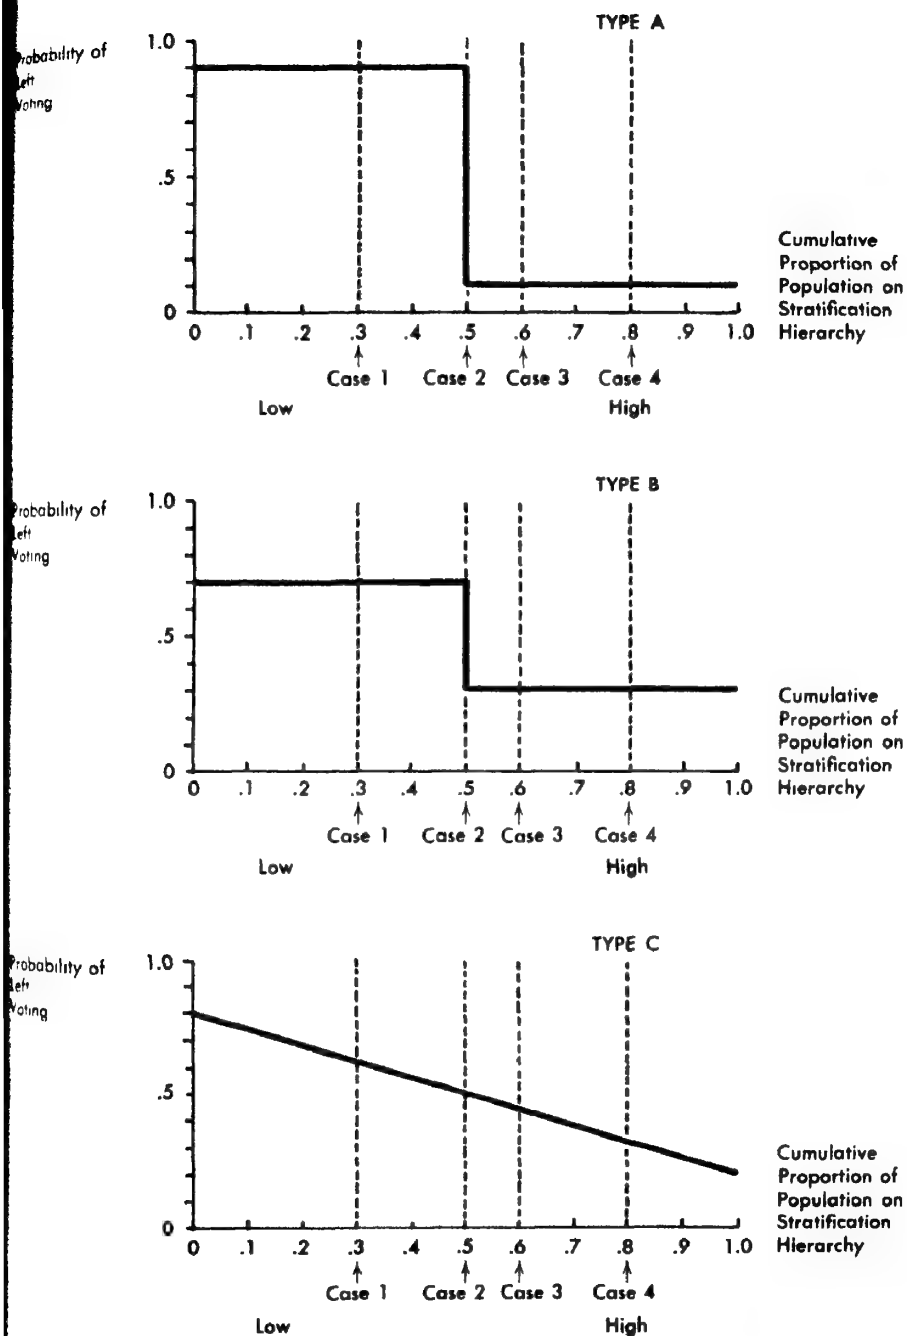 TYPE A
Probability of
Left
Voting
1.0
.5
0
0 .1 .2 .3 .4 .5 .6 .7 .8 .9 1.0
Cumulative
Proportion of
Population on
Stratification
Hierarchy
Case 1 Case 2 Case 3 Case 4
Low High
TYPE B
Probability of
Left
Voting
1.0
.5
0
0 .1 .2 .3 .4 .5 .6 .7 .8 .9 1.0
Cumulative
Proportion of
Population on
Stratification
Hierarchy
Case 1 Case 2 Case 3 Case 4
Low High
TYPE C
Probability of
Left
Voting
1.0
.5
0
0 .1 .2 .3 .4 .5 .6 .7 .8 .9 1.0
Cumulative
Proportion of
Population on
Stratification
Hierarchy
Case 1 Case 2 Case 3 Case 4
Low High